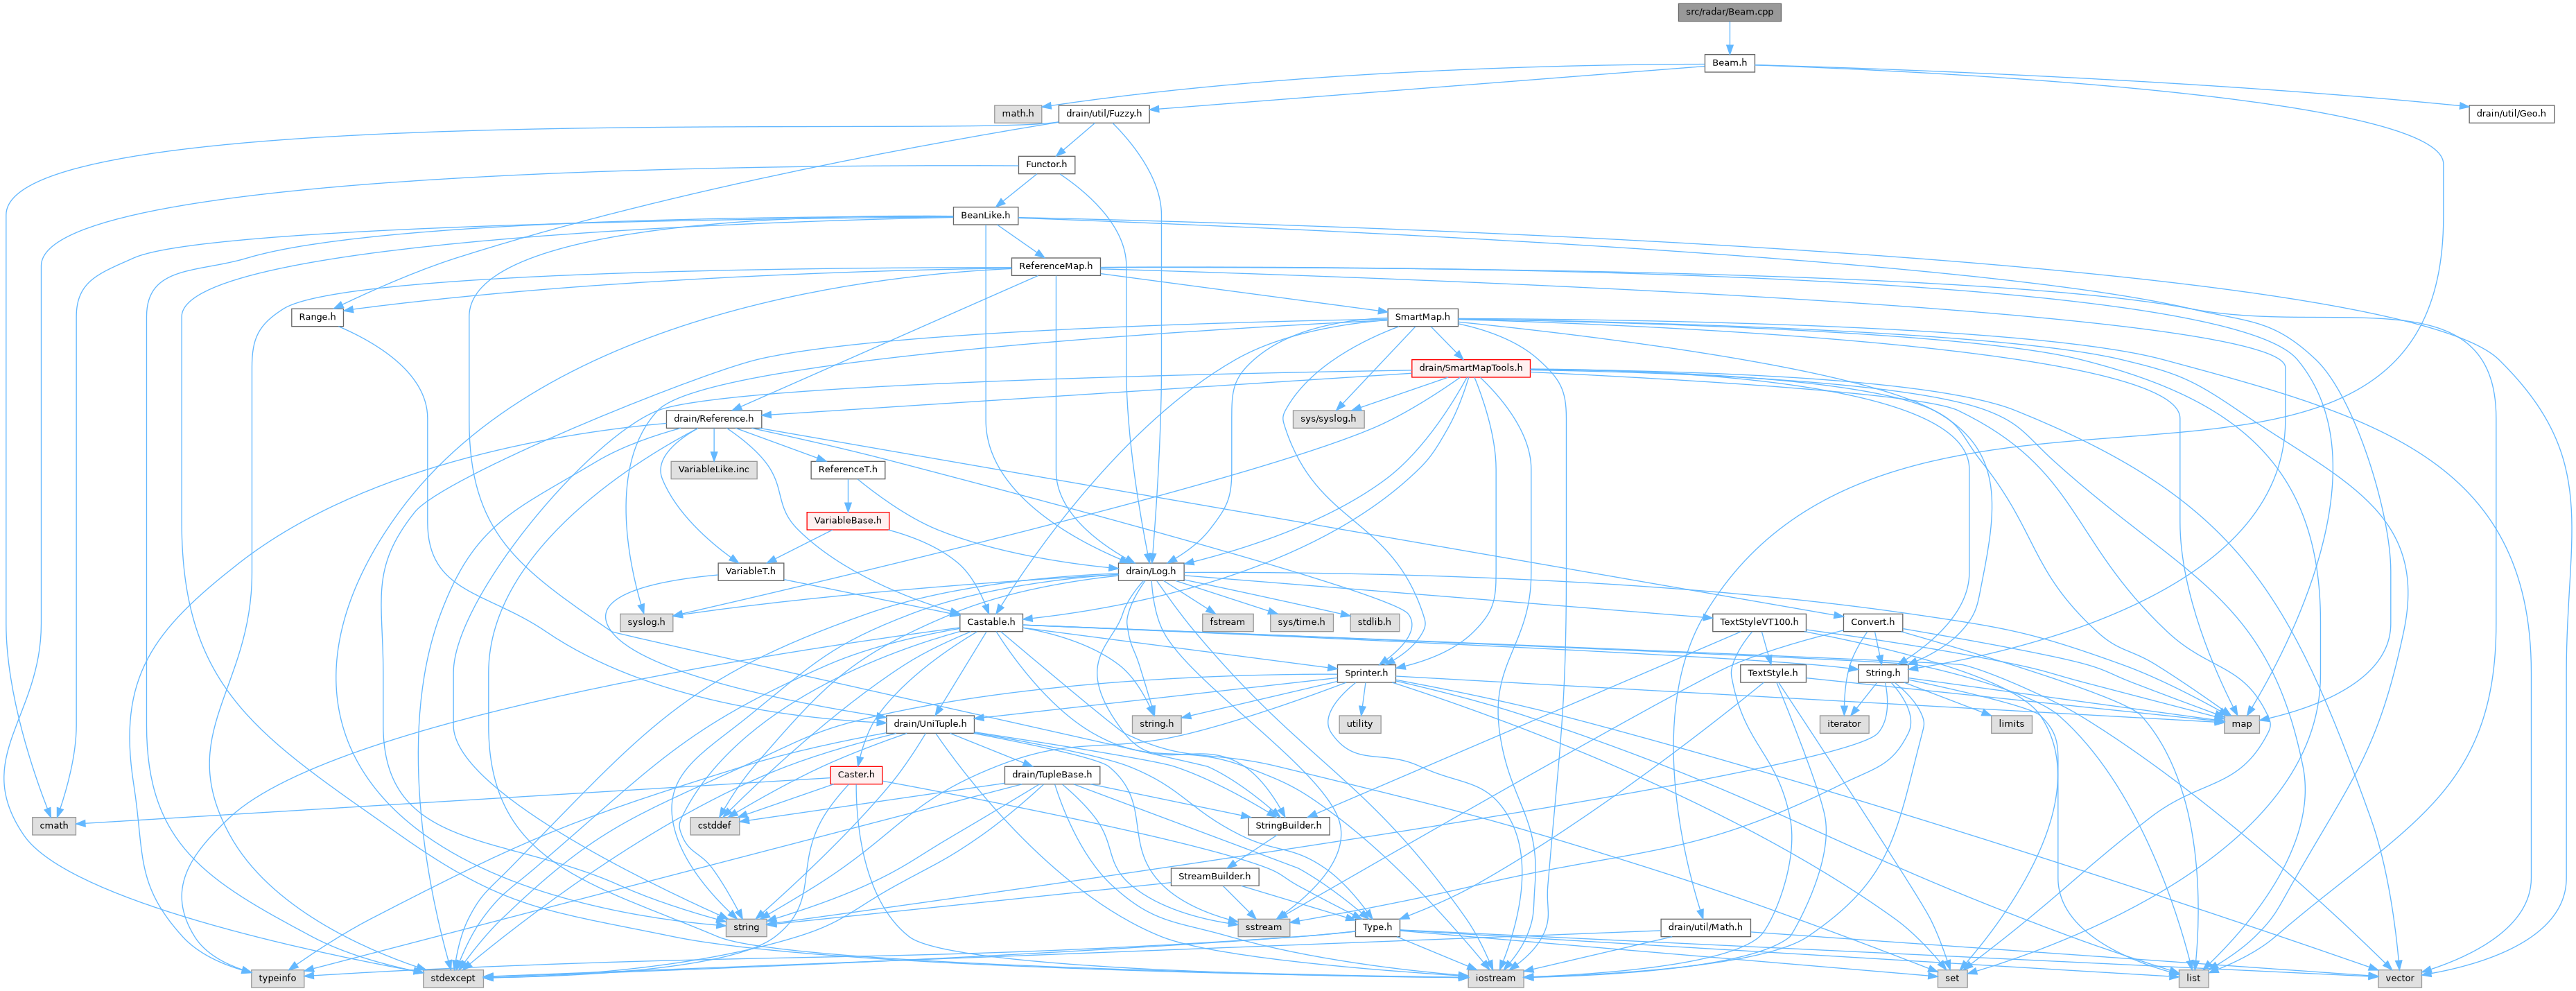 src/radar/Beam.cpp
Beam.h
math.h
drain/util/Fuzzy.h
drain/util/Geo.h
Functor.h
BeanLike.h
ReferenceMap.h
Range.h
SmartMap.h
drain/SmartMapTools.h
drain/Reference.h
sys/syslog.h
VariableLike.inc
ReferenceT.h
VariableBase.h
VariableT.h
drain/Log.h
syslog.h
Castable.h
fstream
sys/time.h
stdlib.h
TextStyleVT100.h
Convert.h
Sprinter.h
TextStyle.h
String.h
drain/UniTuple.h
string.h
utility
iterator
limits
map
Caster.h
drain/TupleBase.h
cmath
cstddef
StringBuilder.h
StreamBuilder.h
string
sstream
Type.h
drain/util/Math.h
typeinfo
stdexcept
iostream
set
list
vector